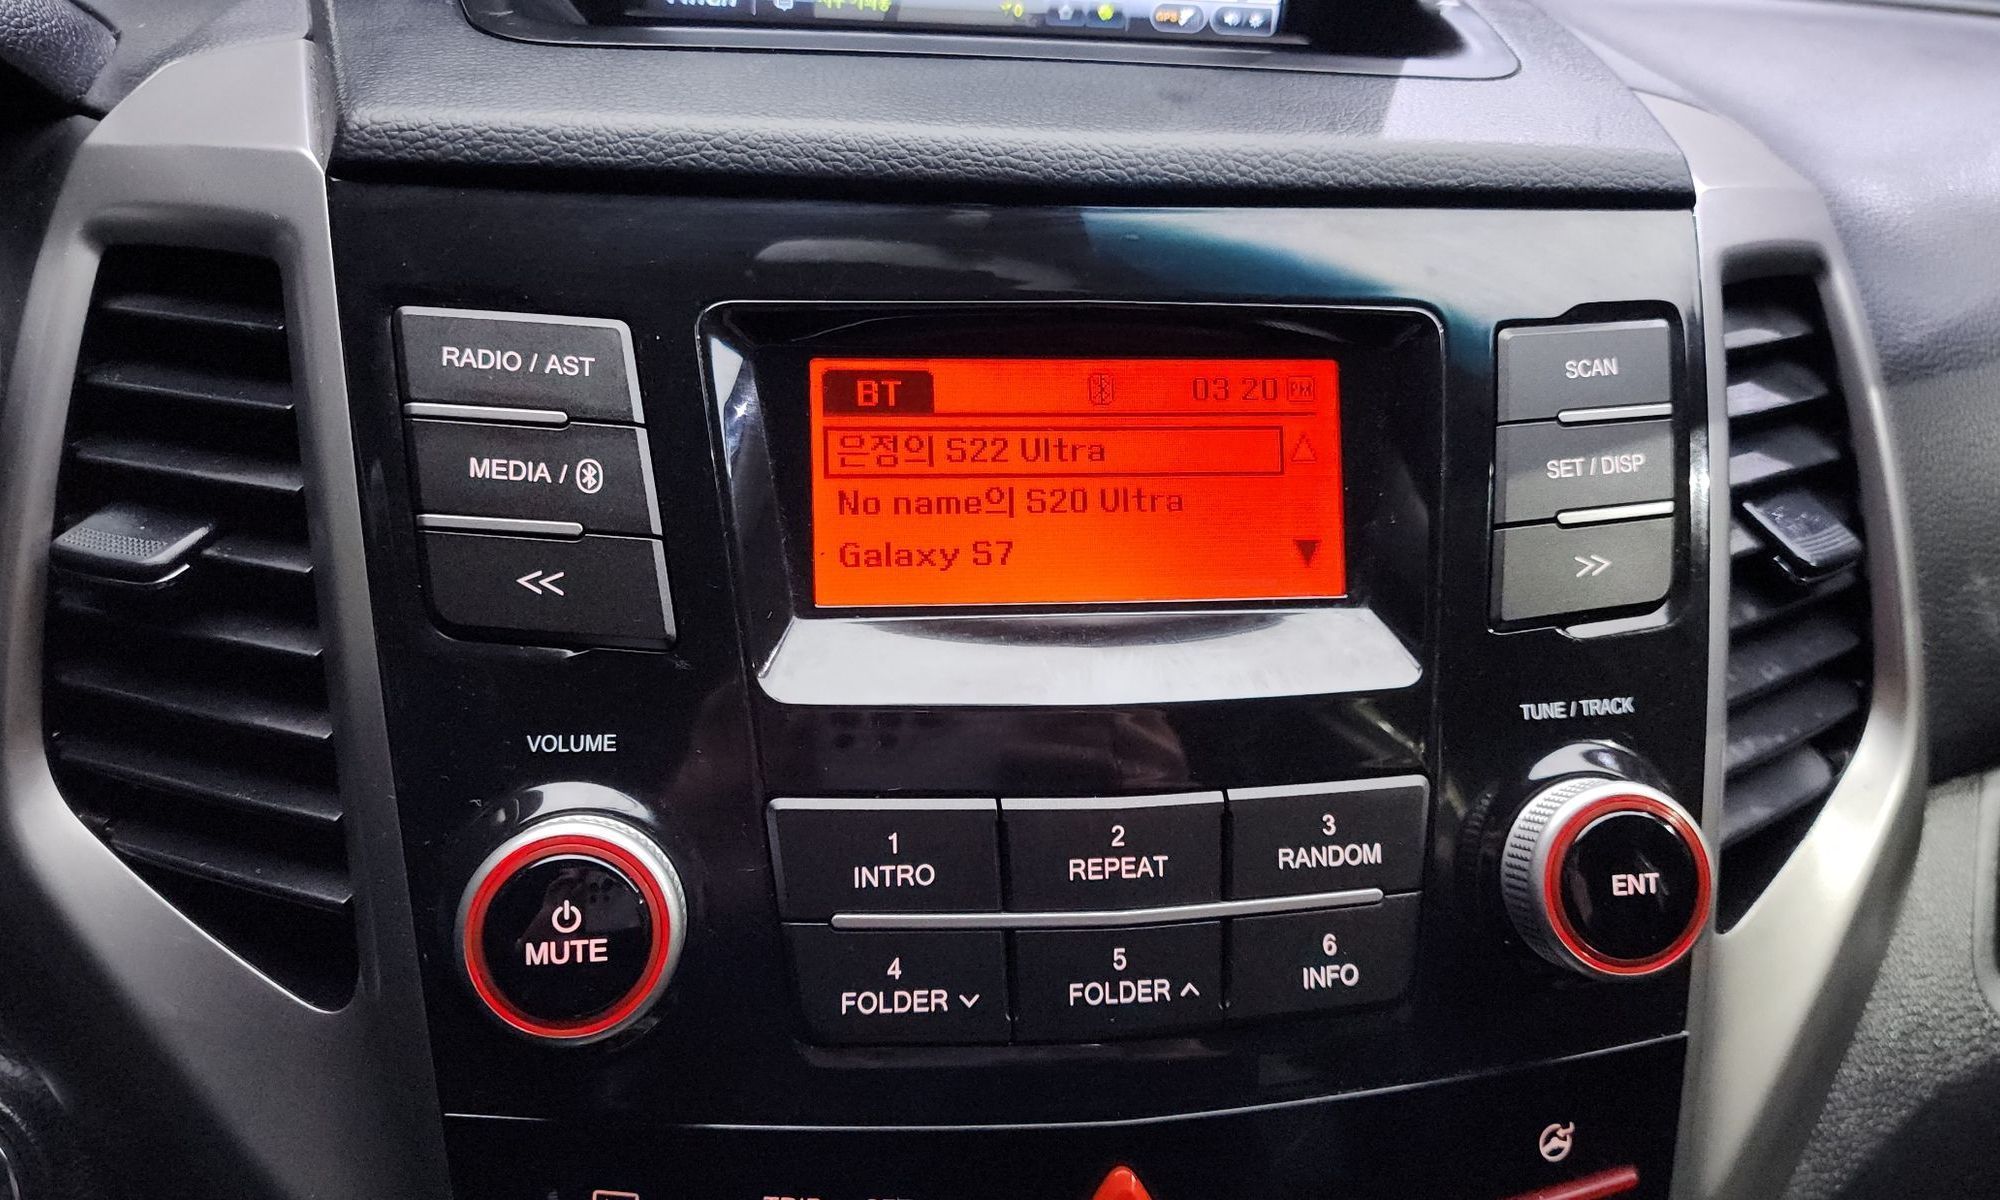 GPS
RADIO / AST
MEDIA /
<<
BT
03 20 PM
은정의 S22 Ultra
No name의 S20 Ultra
Galaxy S7
SCAN
SET / DISP
>>
VOLUME
MUTE
TUNE / TRACK
ENT
1
INTRO
2
REPEAT
3
RANDOM
4
FOLDER ∨
5
FOLDER ∧
6
INFO